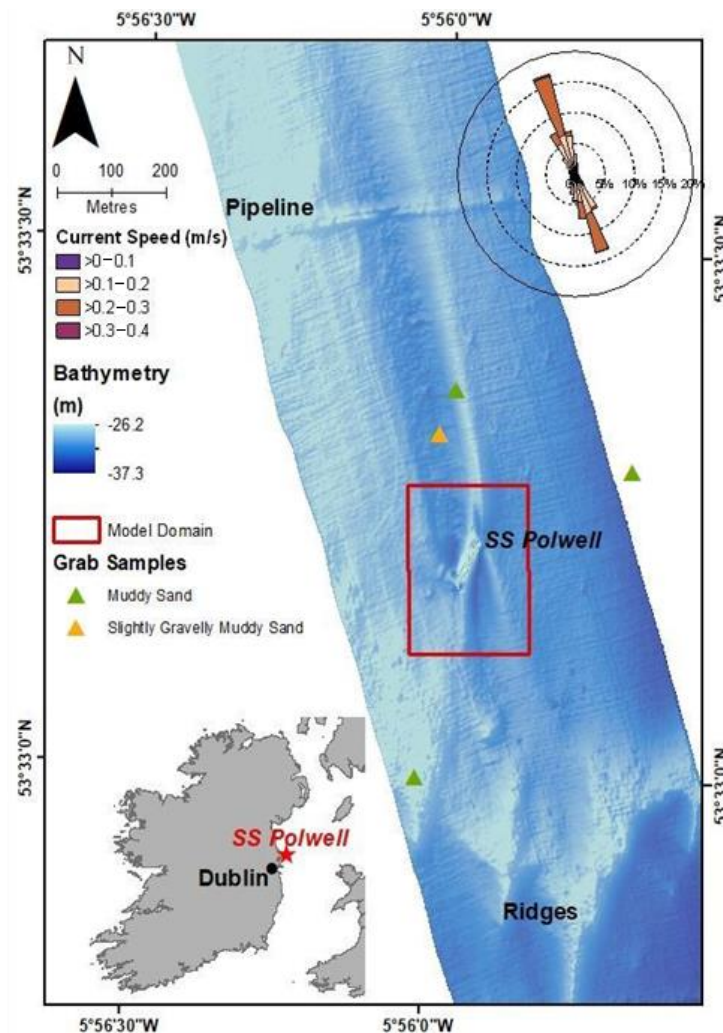 5°56'30"W
5°56'0"W
N
0 100 200
Metres
Pipeline
5% 10% 15% 20%
53°33'30"N
53°33'30"N
Current Speed (m/s)
>0-0.1
>0.1-0.2
>0.2-0.3
>0.3-0.4
Bathymetry
(m)
-26.2
-37.3
Model Domain
SS Polwell
Grab Samples
Muddy Sand
Slightly Gravelly Muddy Sand
53°33'0"N
53°33'0"N
SS Polwell
Dublin
Ridges
5°56'30"W
5°56'0"W